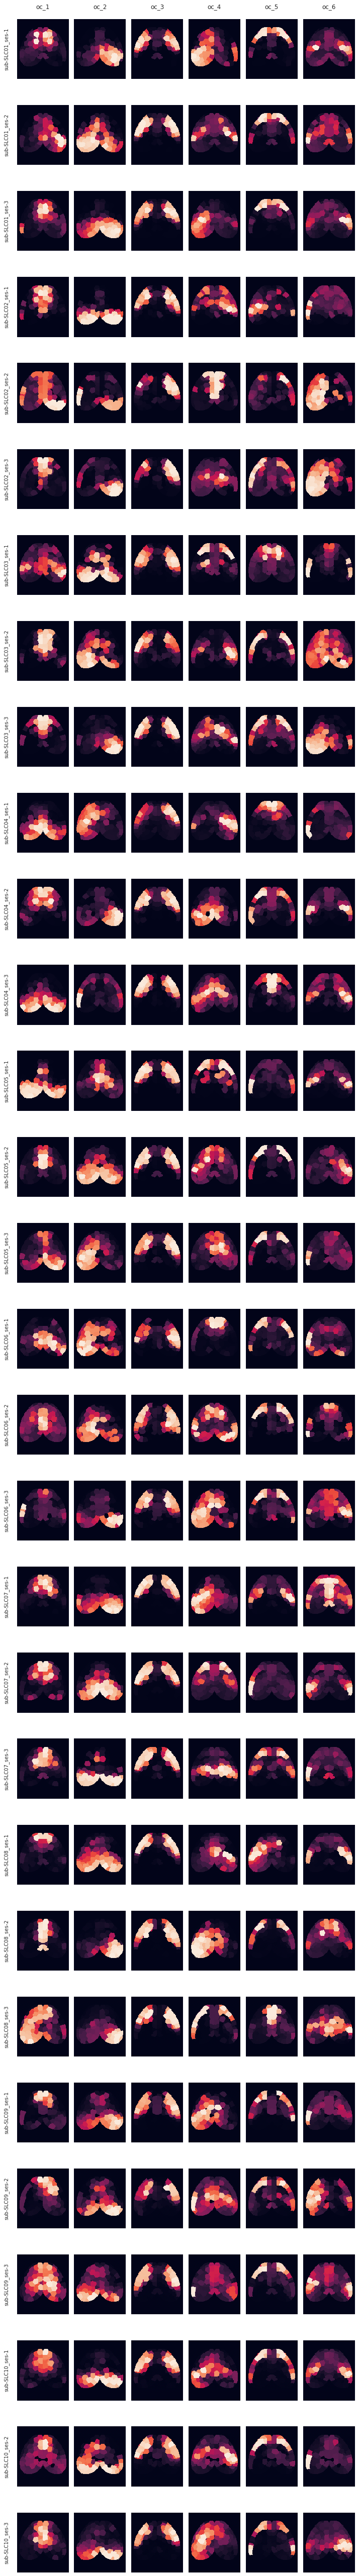 oc_1 oc_2 oc_3 oc_4 oc_5 oc_6
sub-SLC01_ses-1
sub-SLC01_ses-2
sub-SLC01_ses-3
sub-SLC02_ses-1
sub-SLC02_ses-2
sub-SLC02_ses-3
sub-SLC03_ses-1
sub-SLC03_ses-2
sub-SLC03_ses-3
sub-SLC04_ses-1
sub-SLC04_ses-2
sub-SLC04_ses-3
sub-SLC05_ses-1
sub-SLC05_ses-2
sub-SLC05_ses-3
sub-SLC06_ses-1
sub-SLC06_ses-2
sub-SLC06_ses-3
sub-SLC07_ses-1
sub-SLC07_ses-2
sub-SLC07_ses-3
sub-SLC08_ses-1
sub-SLC08_ses-2
sub-SLC08_ses-3
sub-SLC09_ses-1
sub-SLC09_ses-2
sub-SLC09_ses-3
sub-SLC10_ses-1
sub-SLC10_ses-2
sub-SLC10_ses-3